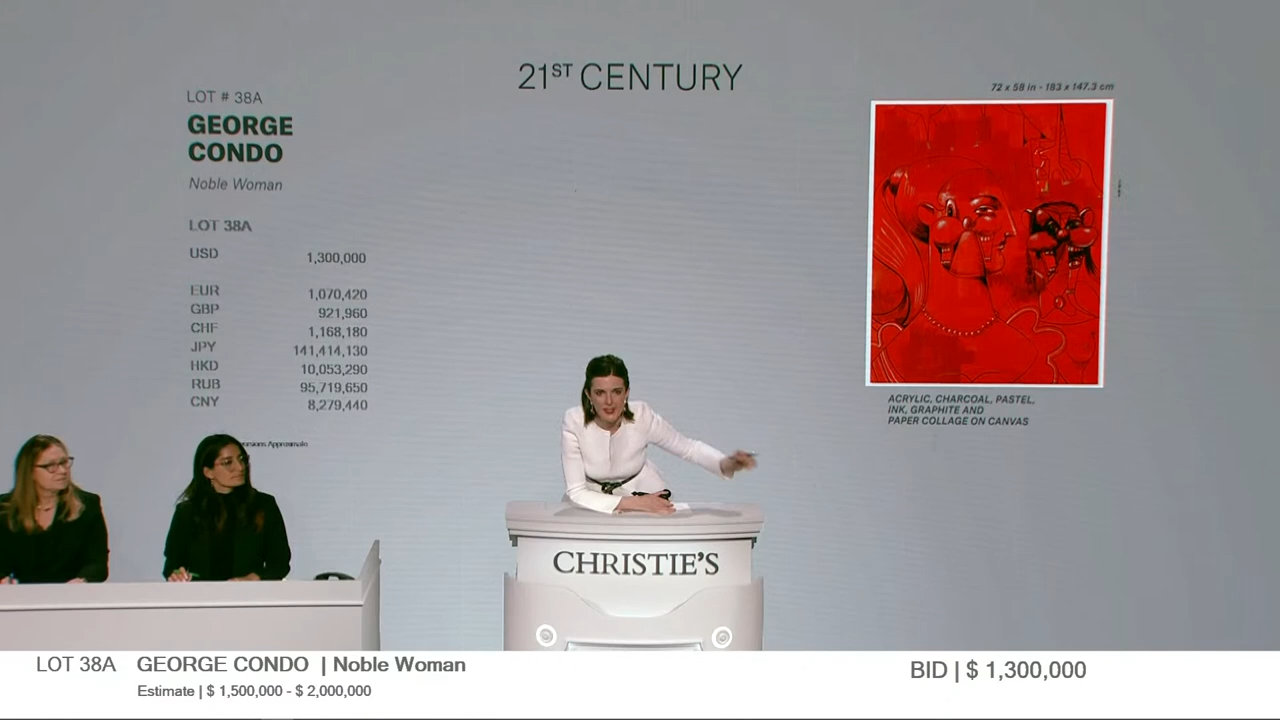 21ST CENTURY
LOT # 38A
GEORGE
CONDO
Noble Woman
LOT 38A
USD 1,300,000
EUR 1,070,420
GBP 921,960
CHF 1,168,180
JPY 141,414,130
HKD 10,053,290
RUB 95,719,650
CNY 8,279,440
Approximate
72 x 58 in - 183 x 147.3 cm
ACRYLIC, CHARCOAL, PASTEL,
INK, GRAPHITE AND
PAPER COLLAGE ON CANVAS
CHRISTIE'S
LOT 38A GEORGE CONDO | Noble Woman
Estimate | $ 1,500,000 - $ 2,000,000
BID | $ 1,300,000